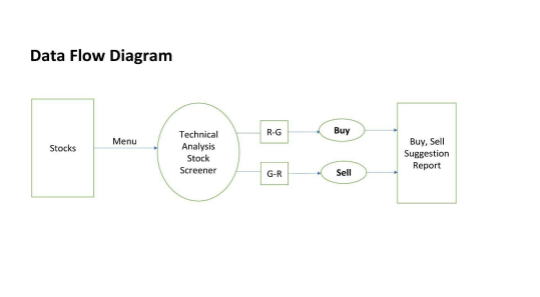 Data Flow Diagram
Stocks
Menu
Technical
Analysis
Stock
Screener
R-G
Buy
G-R
Sell
Buy, Sell
Suggestion
Report